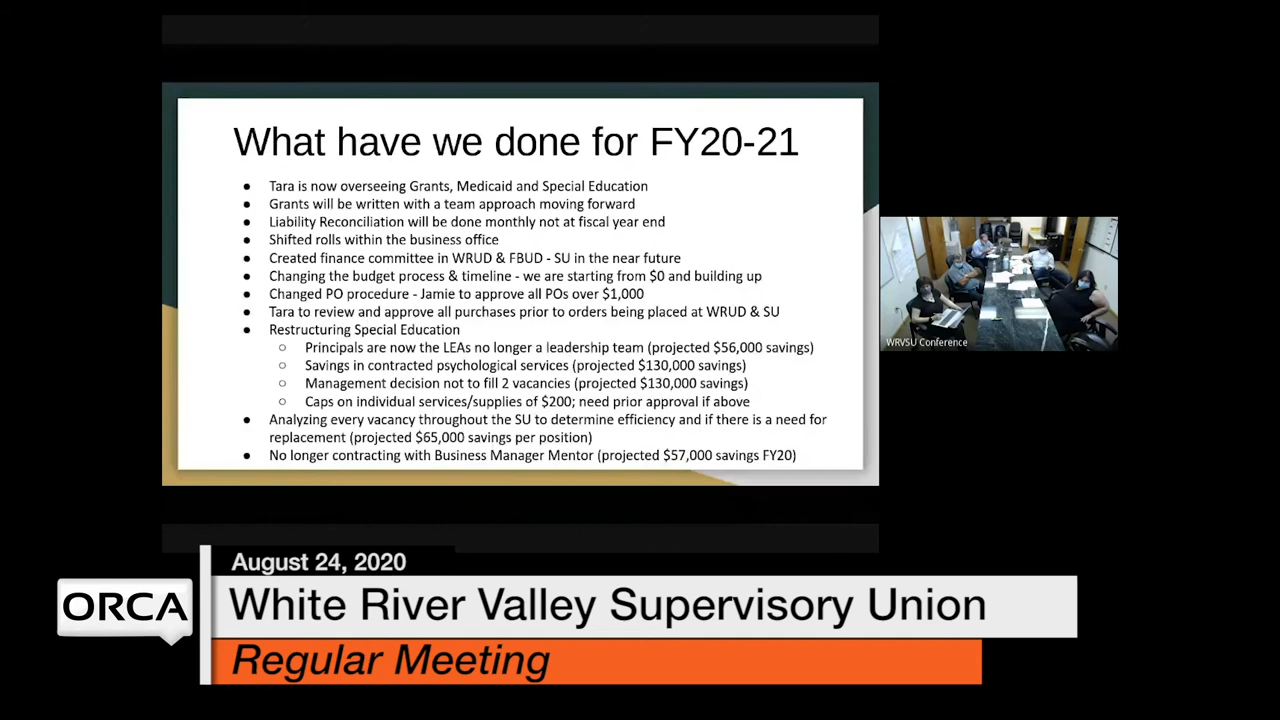 What have we done for FY20-21
● Tara is now overseeing Grants, Medicaid and Special Education
● Grants will be written with a team approach moving forward
● Liability Reconciliation will be done monthly not at fiscal year end
● Shifted rolls within the business office
● Created finance committee in WRUD & FBUD - SU in the near future
● Changing the budget process & timeline - we are starting from $0 and building up
● Changed PO procedure - Jamie to approve all POs over $1,000
● Tara to review and approve all purchases prior to orders being placed at WRUD & SU
● Restructuring Special Education
○ Principals are now the LEAs no longer a leadership team (projected $56,000 savings)
○ Savings in contracted psychological services (projected $130,000 savings)
○ Management decision not to fill 2 vacancies (projected $130,000 savings)
○ Caps on individual services/supplies of $200; need prior approval if above
● Analyzing every vacancy throughout the SU to determine efficiency and if there is a need for
replacement (projected $65,000 savings per position)
● No longer contracting with Business Manager Mentor (projected $57,000 savings FY20)
WRVSU Conference
August 24, 2020
ORCA
White River Valley Supervisory Union
Regular Meeting